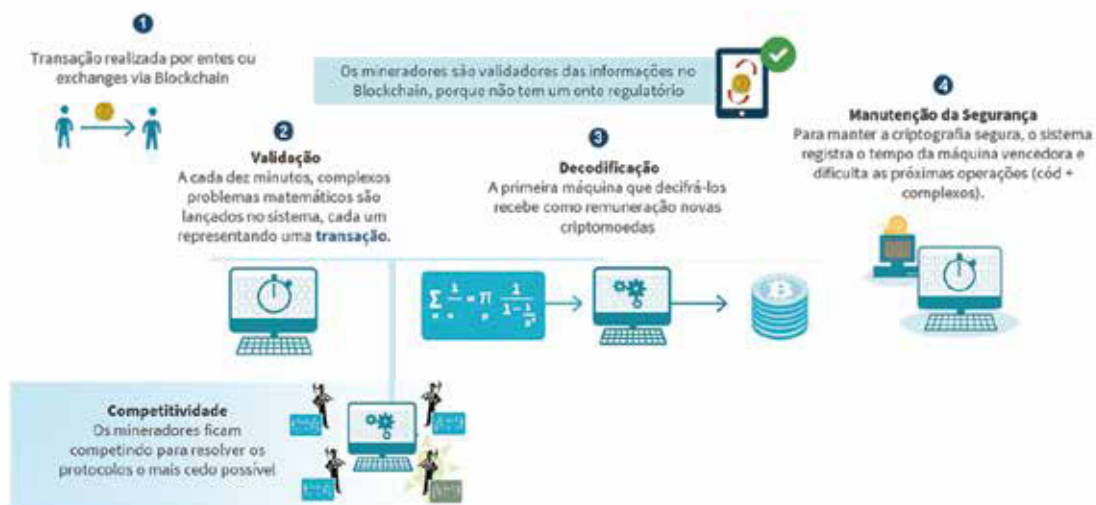 1
Transação realizada por entes ou
exchanges via Blockchain
Os mineradores são validadores das informações no
Blockchain, porque não tem um ente regulatório
2
Validação
A cada dez minutos, complexos
problemas matemáticos são
lançados no sistema, cada um
representando uma transação.
3
Decodificação
A primeira máquina que decifrá-los
recebe como remuneração novas
criptomoedas
4
Manutenção da Segurança
Para manter a criptografia segura, o sistema
registra o tempo da máquina vencedora e
dificulta as próximas operações (cód +
complexos).
Competitividade
Os mineradores ficam
competindo para resolver os
protocolos o mais cedo possível